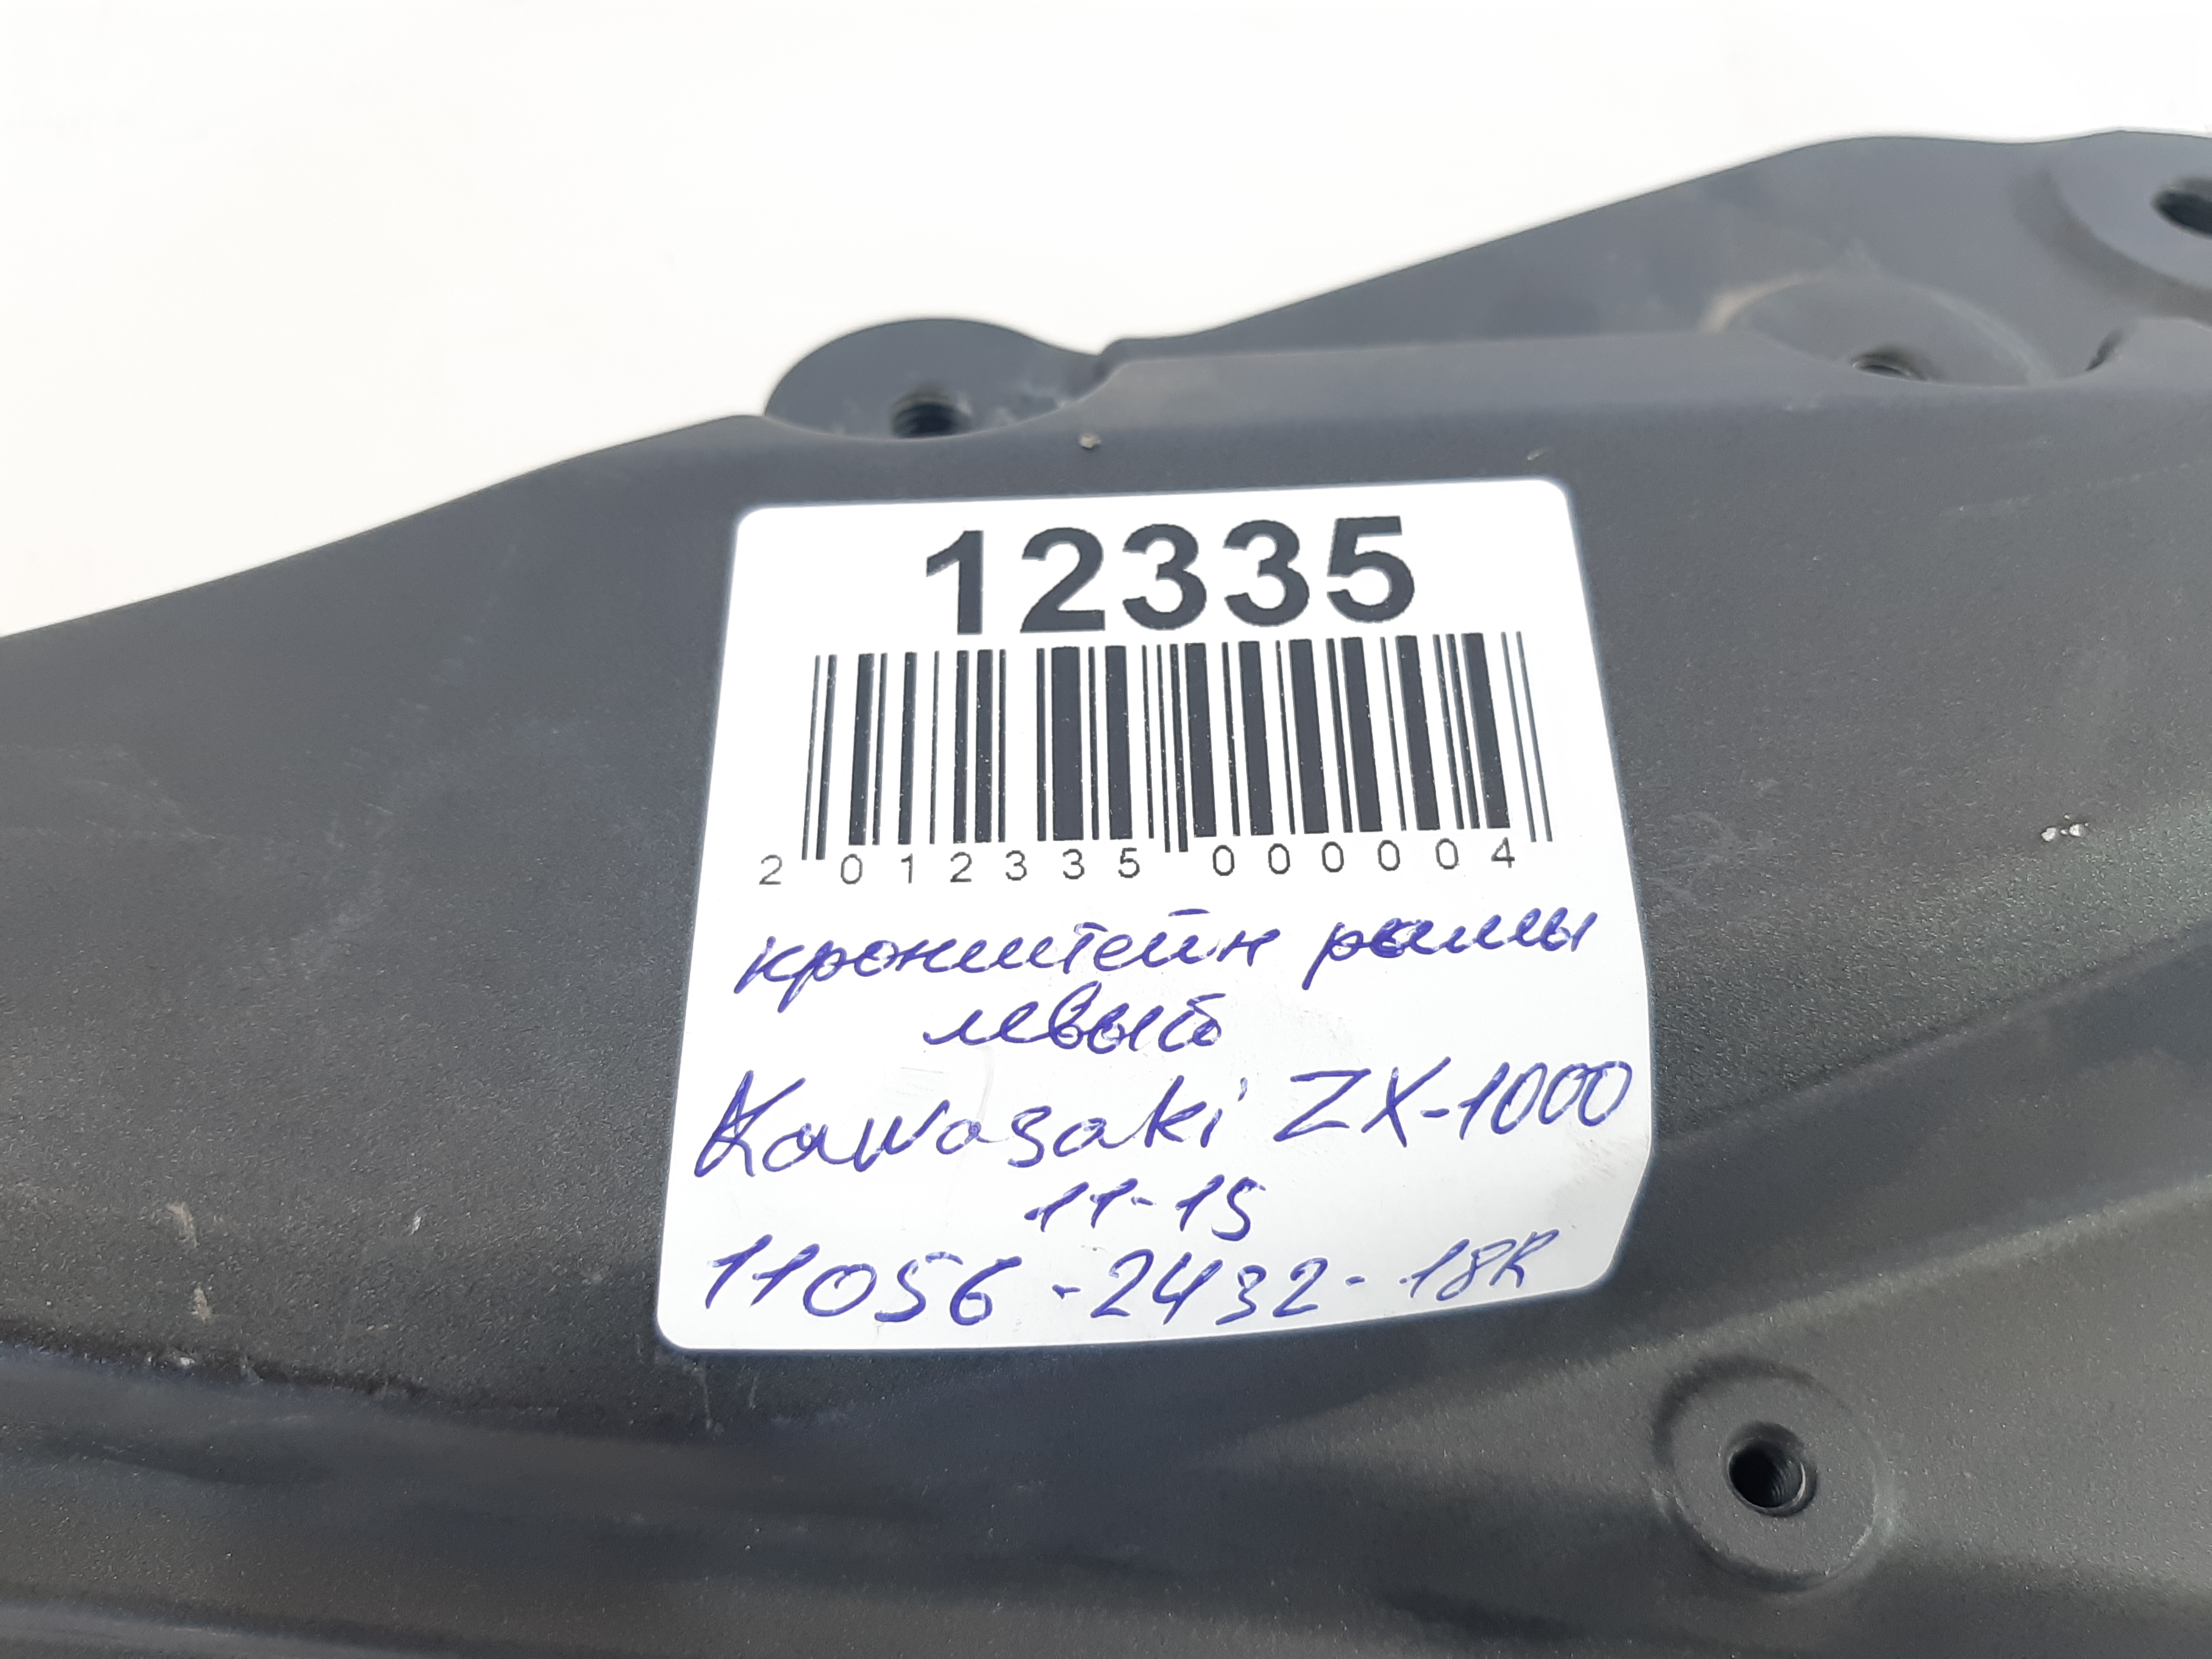 12335
2 012335 000004
кронштейн рамы
левый
Kawasaki ZX-1000
11-15
11056-2432-18R